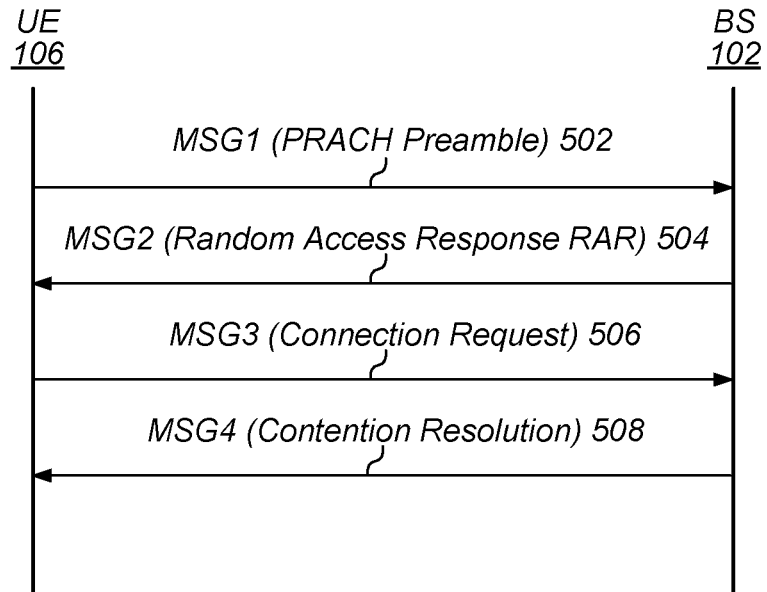 UE
106
BS
102
MSG1 (PRACH Preamble) 502
MSG2 (Random Access Response RAR) 504
MSG3 (Connection Request) 506
MSG4 (Contention Resolution) 508